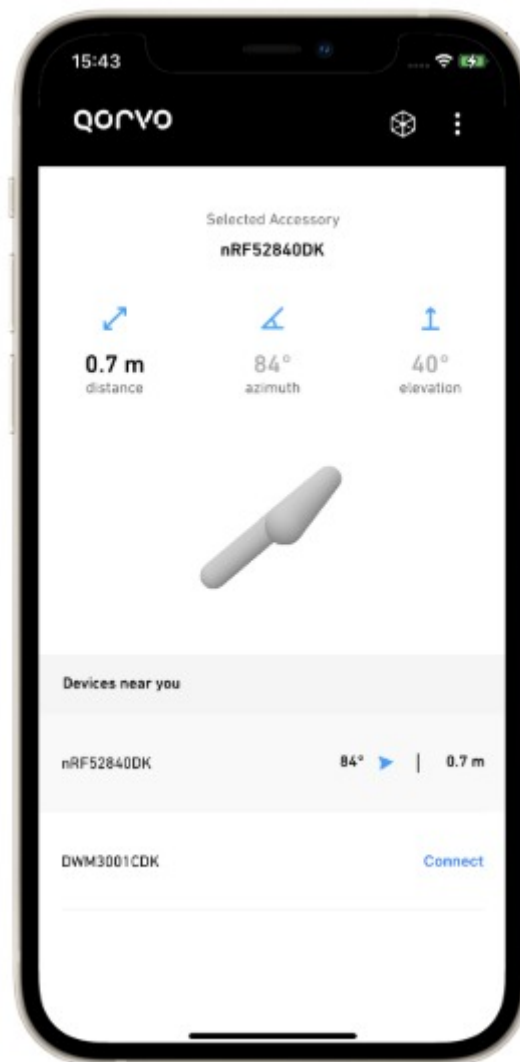 15:43
QORVO
Selected Accessory
nRF52840DK
0.7 m
84°
40°
distance
azimuth
elevation
Devices near you
nRF52840DK
84°
0.7 m
DWM3001CDK
Connect